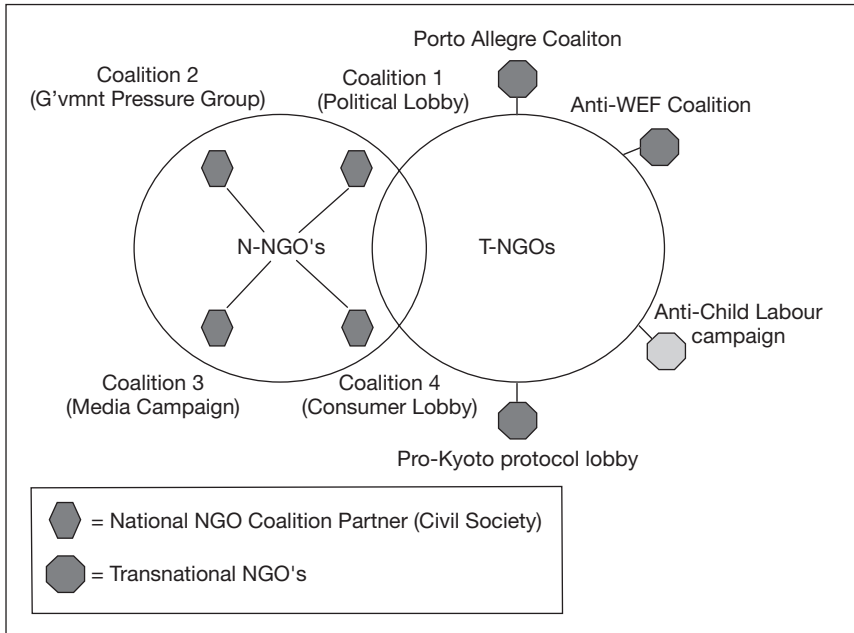 Porto Allegre Coaliton
Coalition 2
(G'vmnt Pressure Group)
Coalition 1
(Political Lobby)
Anti-WEF Coalition
N-NGO's
T-NGOs
Anti-Child Labour
campaign
Coalition 3
(Media Campaign)
Coalition 4
(Consumer Lobby)
Pro-Kyoto protocol lobby
= National NGO Coalition Partner (Civil Society)
= Transnational NGO's